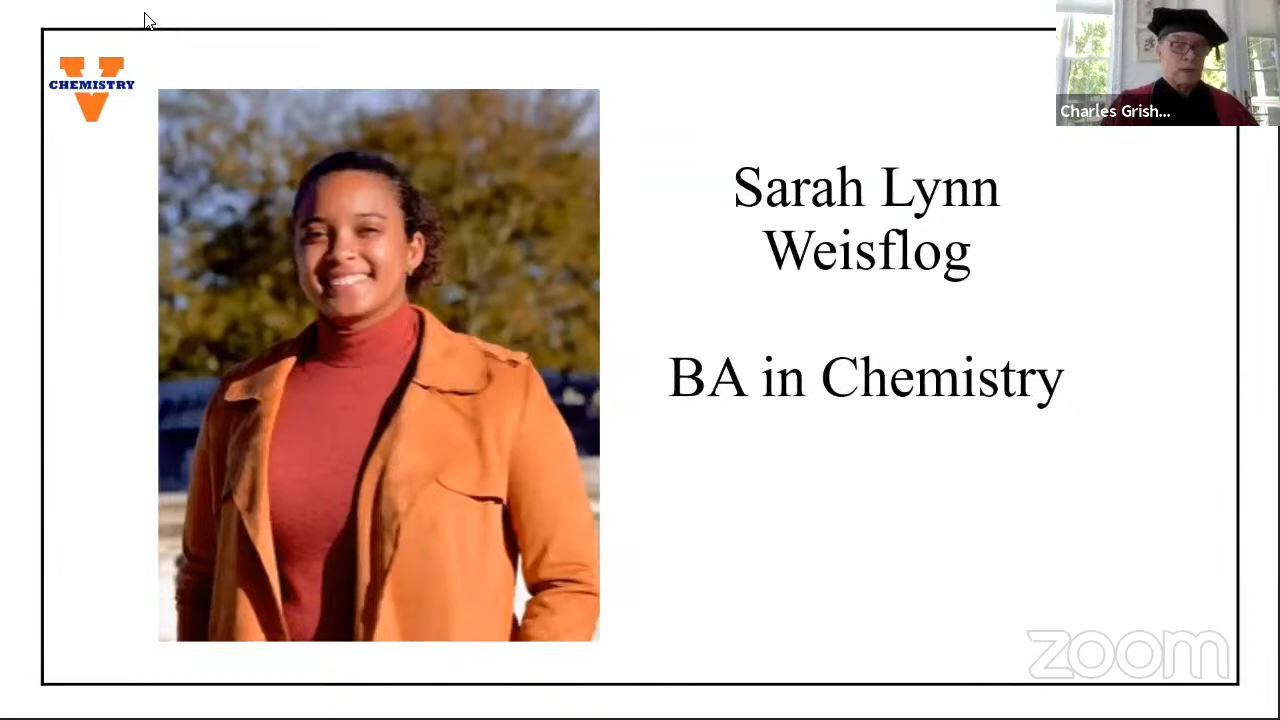 CHEMISTRY
Charles Grish...
Sarah Lynn
Weisflog
BA in Chemistry
zoom